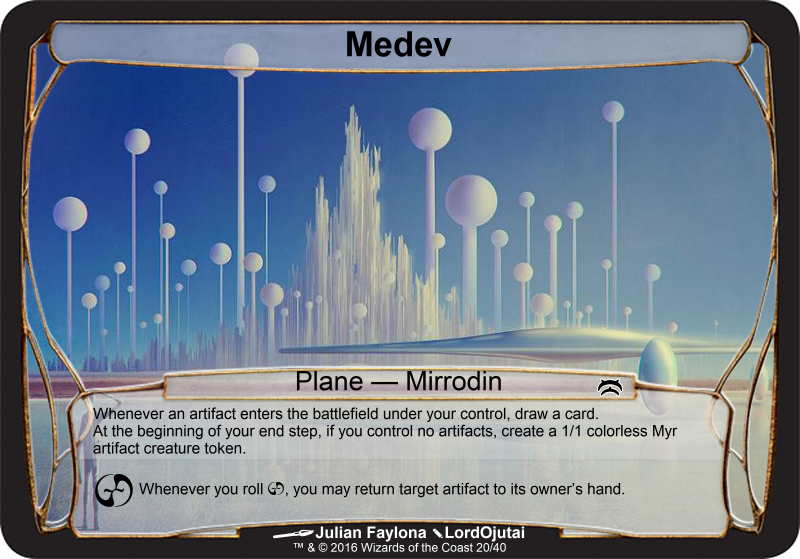 Medev
Plane — Mirrodin
Whenever an artifact enters the battlefield under your control, draw a card.
At the beginning of your end step, if you control no artifacts, create a 1/1 colorless Myr
artifact creature token.
Whenever you roll , you may return target artifact to its owner's hand.
Julian Faylona LordOjutai
™ & © 2016 Wizards of the Coast 20/40